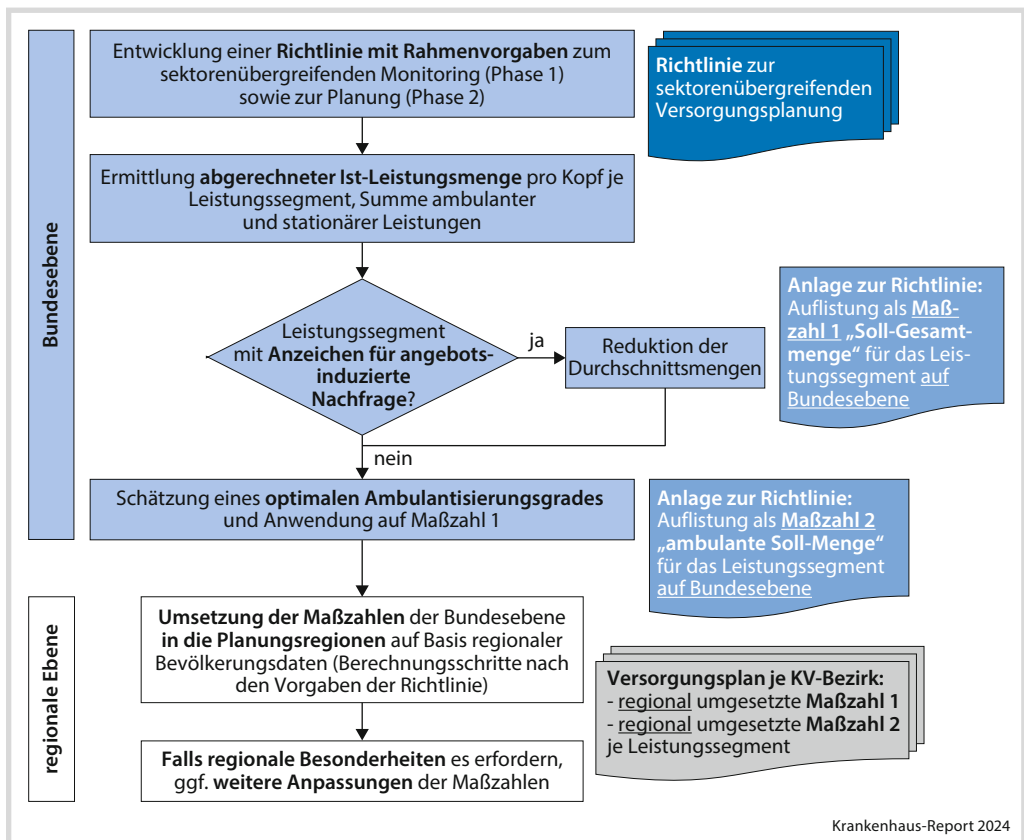 Bundesebene
Entwicklung einer Richtlinie mit Rahmenvorgaben zum
sektorenübergreifenden Monitoring (Phase 1)
sowie zur Planung (Phase 2)
Richtlinie zur
sektorenübergreifenden
Versorgungsplanung
Ermittlung abgerechneter Ist-Leistungsmenge pro Kopf je
Leistungssegment, Summe ambulanter
und stationärer Leistungen
Leistungssegment
mit Anzeichen für angebots-
induzierte
Nachfrage?
ja
Reduktion der
Durchschnittsmengen
nein
Anlage zur Richtlinie:
Auflistung als Maß-
zahl 1 „Soll-Gesamt-
menge“ für das Leis-
tungssegment auf
Bundesebene
Schätzung eines optimalen Ambulantisierungsgrades
und Anwendung auf Maßzahl 1
Anlage zur Richtlinie:
Auflistung als Maßzahl 2
„ambulante Soll-Menge“
für das Leistungssegment
auf Bundesebene
regionale Ebene
Umsetzung der Maßzahlen der Bundesebene
in die Planungsregionen auf Basis regionaler
Bevölkerungsdaten (Berechnungsschritte nach
den Vorgaben der Richtlinie)
Versorgungsplan je KV-Bezirk:
- regional umgesetzte Maßzahl 1
- regional umgesetzte Maßzahl 2
je Leistungssegment
Falls regionale Besonderheiten es erfordern,
ggf. weitere Anpassungen der Maßzahlen
Krankenhaus-Report 2024